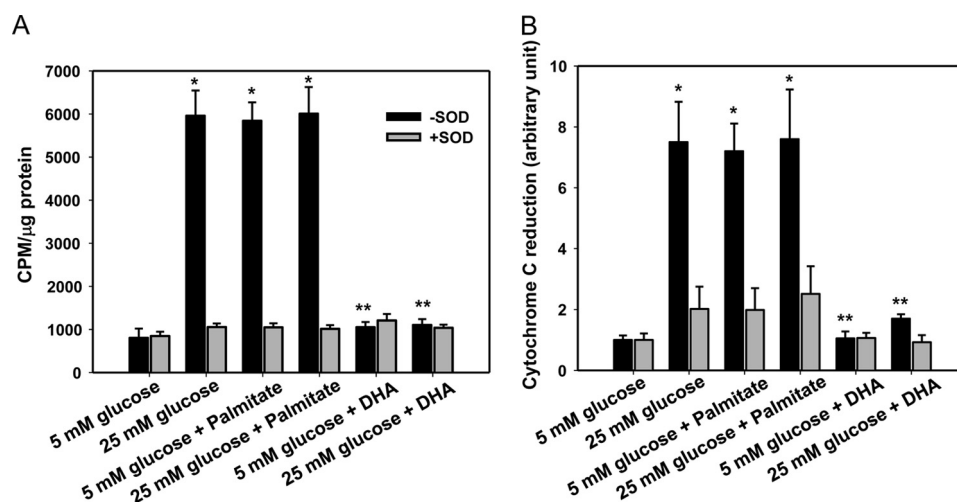 A
CPM/μg protein
7000
6000
5000
4000
3000
2000
1000
0
* * *
** **
-SOD
+SOD
5 mM glucose
25 mM glucose
5 mM glucose + Palmitate
25 mM glucose + Palmitate
5 mM glucose + DHA
25 mM glucose + DHA
B
Cytochrome C reduction (arbitrary unit)
10
8
6
4
2
0
* * *
** **
5 mM glucose
25 mM glucose
5 mM glucose + Palmitate
25 mM glucose + Palmitate
5 mM glucose + DHA
25 mM glucose + DHA